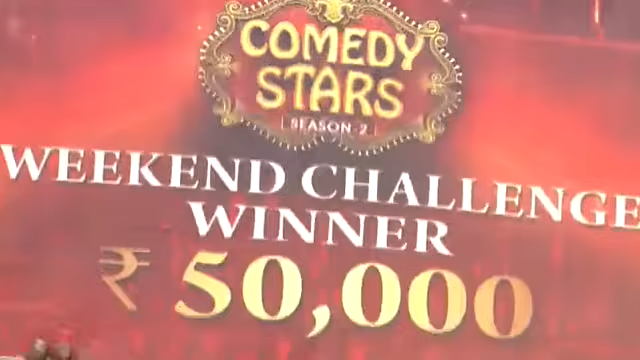 COMEDY
STARS
SEASON-2
WEEKEND CHALLENGE
WINNER
₹ 50,000